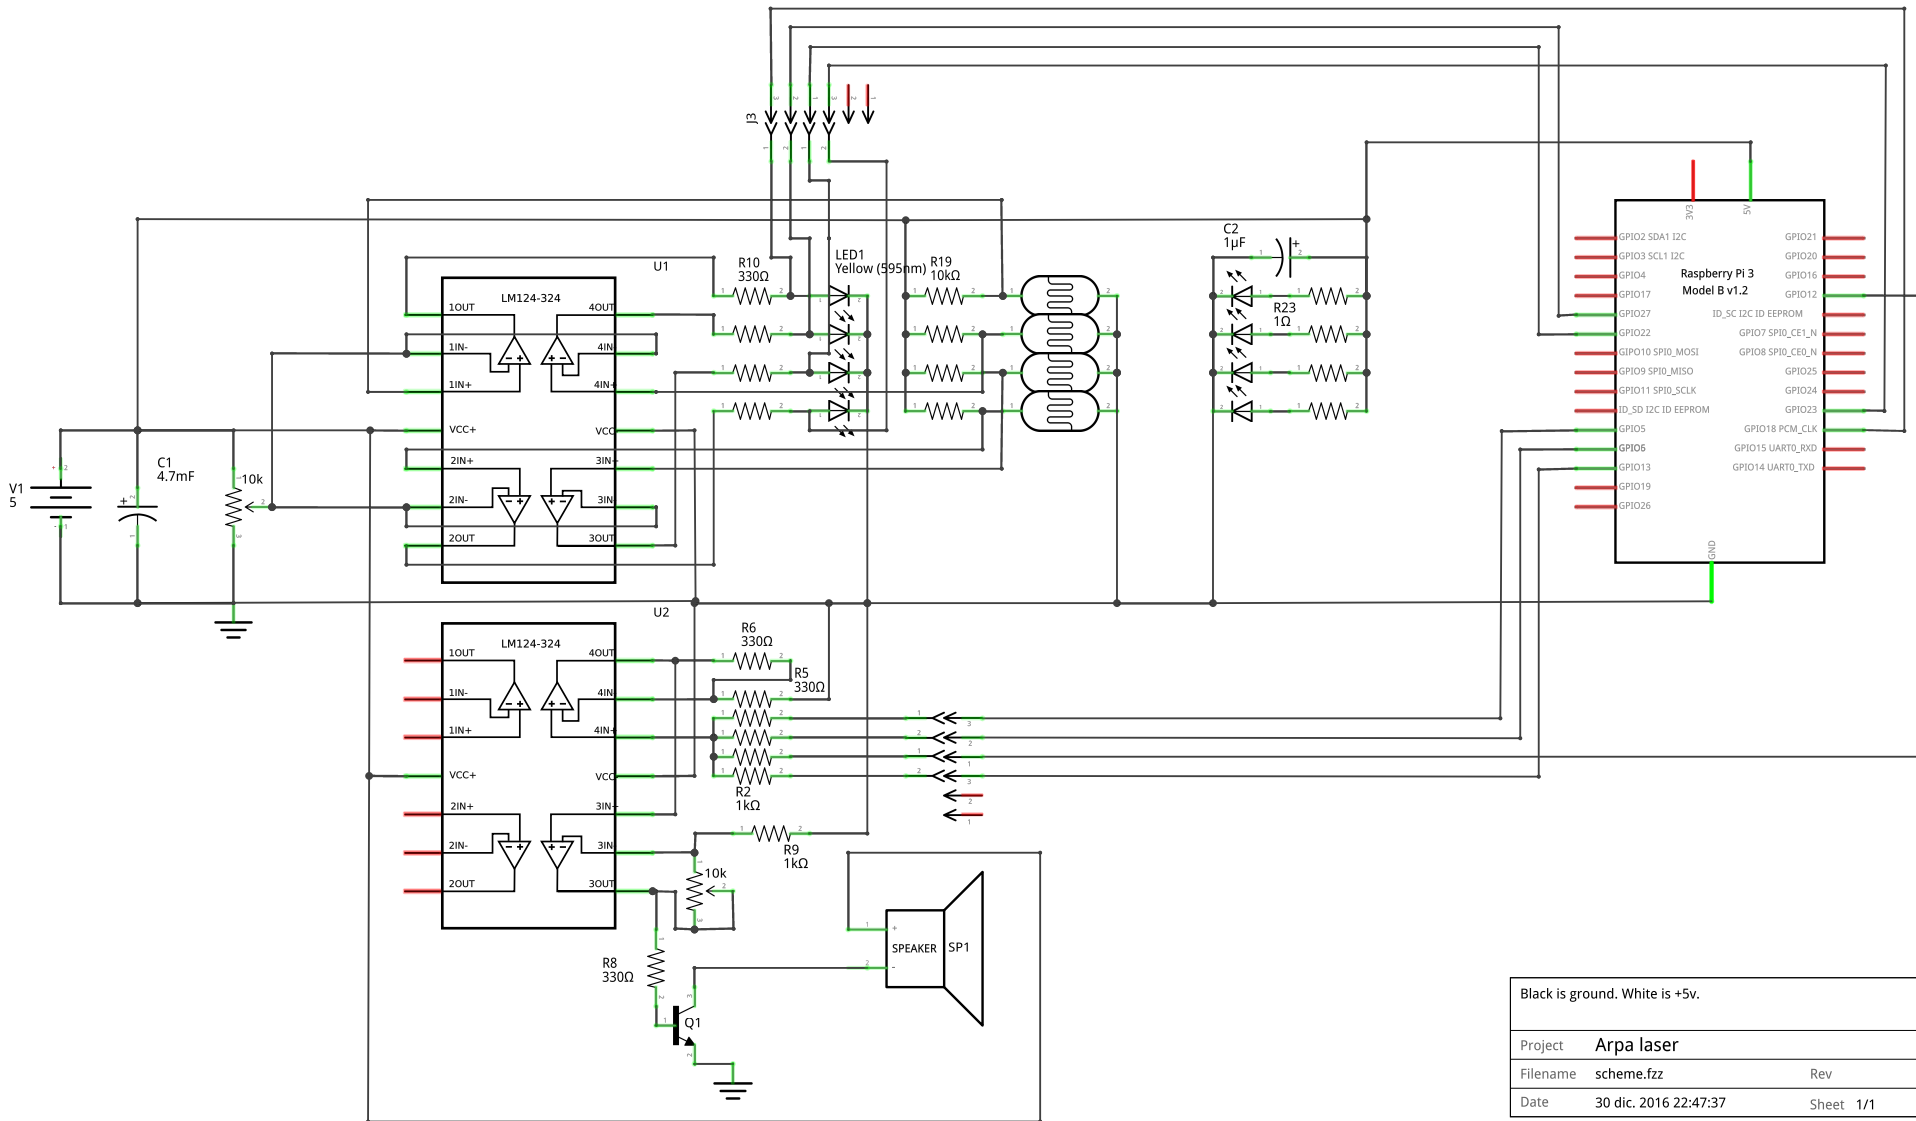 J3
U1
LM124-324
1OUT
4OUT
1IN-
4IN
1IN+
4IN+
VCC+
VCC
2IN+
3IN+
2IN-
3IN
2OUT
3OUT
R10
330Ω
LED1
Yellow (595nm)
R19
10kΩ
C2
1µF
+
R23
1Ω
3V3
5V
Raspberry Pi 3
Model B v1.2
GPIO2 SDA1 I2C
GPIO3 SCL1 I2C
GPIO4
GPIO17
GPIO27
GPIO22
GIPO10 SPI0_MOSI
GPIO9 SPI0_MISO
GPIO11 SPI0_SCLK
ID_SD I2C ID EEPROM
GPIO5
GPIO6
GPIO13
GPIO19
GPIO26
GPIO21
GPIO20
GPIO16
GPIO12
ID_SC I2C ID EEPROM
GPIO7 SPI0_CE1_N
GPIO8 SPI0_CE0_N
GPIO25
GPIO24
GPIO23
GPIO18 PCM_CLK
GPIO15 UART0_RXD
GPIO14 UART0_TXD
GND
V1
5
C1
4.7mF
+
10k
U2
LM124-324
1OUT
4OUT
1IN-
4IN
1IN+
4IN+
VCC+
VCC
2IN+
3IN+
2IN-
3IN
2OUT
3OUT
R6
330Ω
R5
330Ω
R2
1kΩ
R9
1kΩ
10k
R8
330Ω
Q1
SPEAKER
+
-
SP1
Black is ground. White is +5v.
Project Arpa laser
Filename scheme.fzz Rev
Date 30 dic. 2016 22:47:37 Sheet 1/1